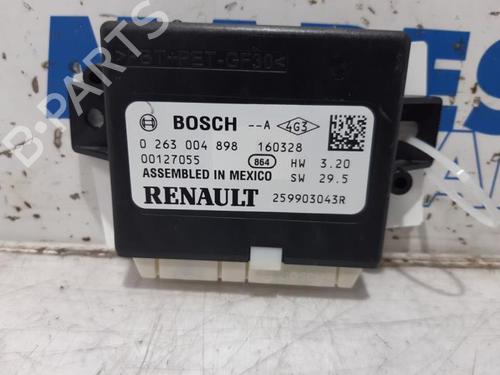 >PBT+PET-GF30<
BOSCH --A 4G3
0 263 004 898 160328
00127055 864 HW 3.20
ASSEMBLED IN MEXICO SW 29.5
RENAULT 259903043R
B-PARTS